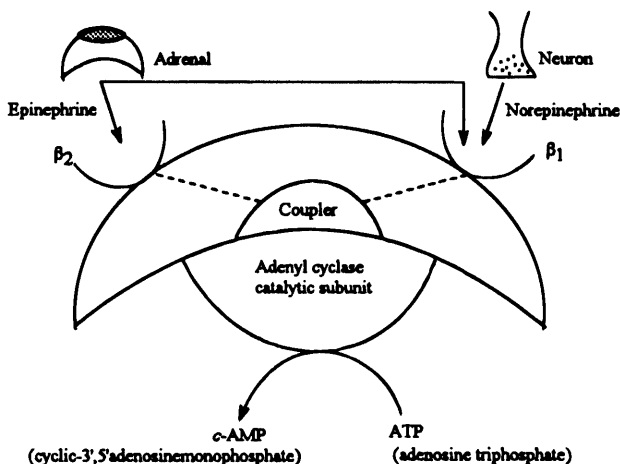 Adrenal
Neuron
Epinephrine
Norepinephrine
β2
β1
Coupler
Adenyl cyclase
catalytic subunit
c-AMP
ATP
(cyclic-3',5'adenosinemonophosphate)
(adenosine triphosphate)